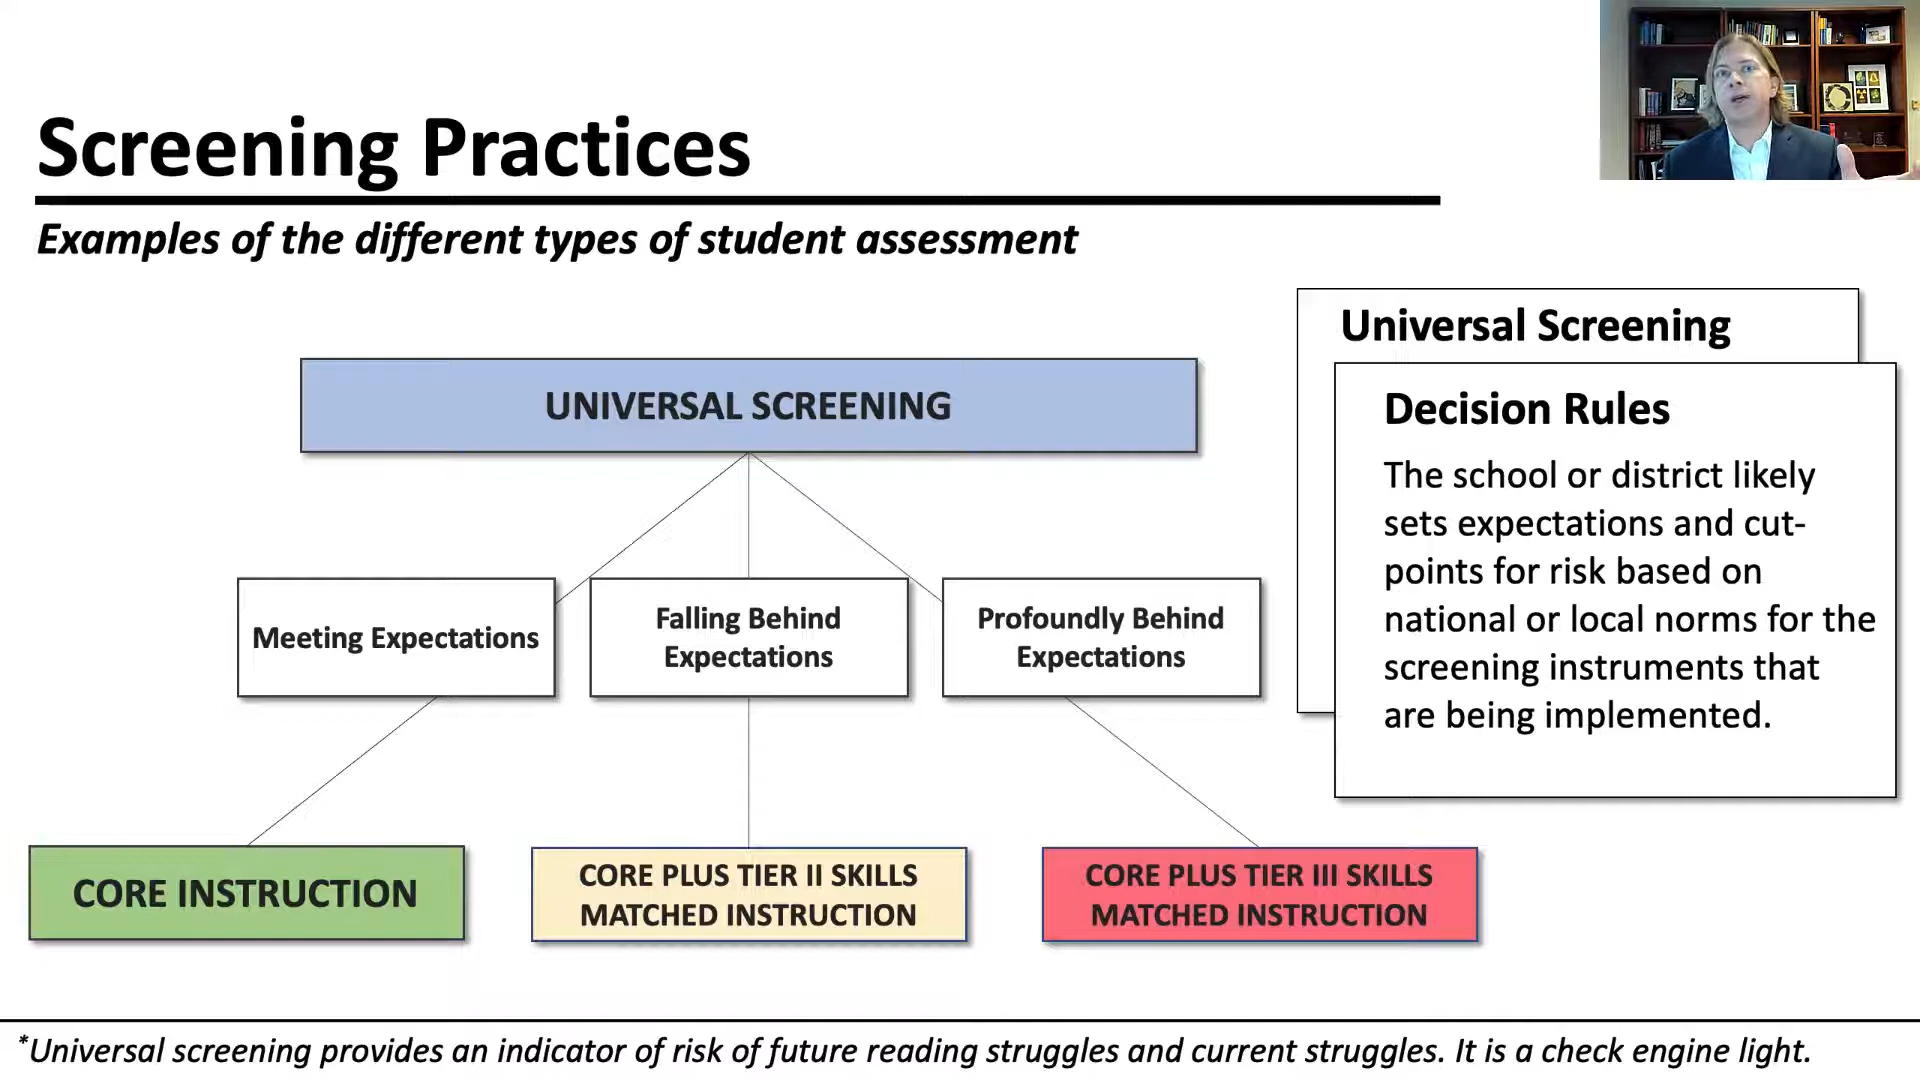 Screening Practices
Examples of the different types of student assessment
UNIVERSAL SCREENING
Meeting Expectations
Falling Behind
Expectations
Profoundly Behind
Expectations
CORE INSTRUCTION
CORE PLUS TIER II SKILLS
MATCHED INSTRUCTION
CORE PLUS TIER III SKILLS
MATCHED INSTRUCTION
Universal Screening
Decision Rules
The school or district likely
sets expectations and cut-
points for risk based on
national or local norms for the
screening instruments that
are being implemented.
*Universal screening provides an indicator of risk of future reading struggles and current struggles. It is a check engine light.